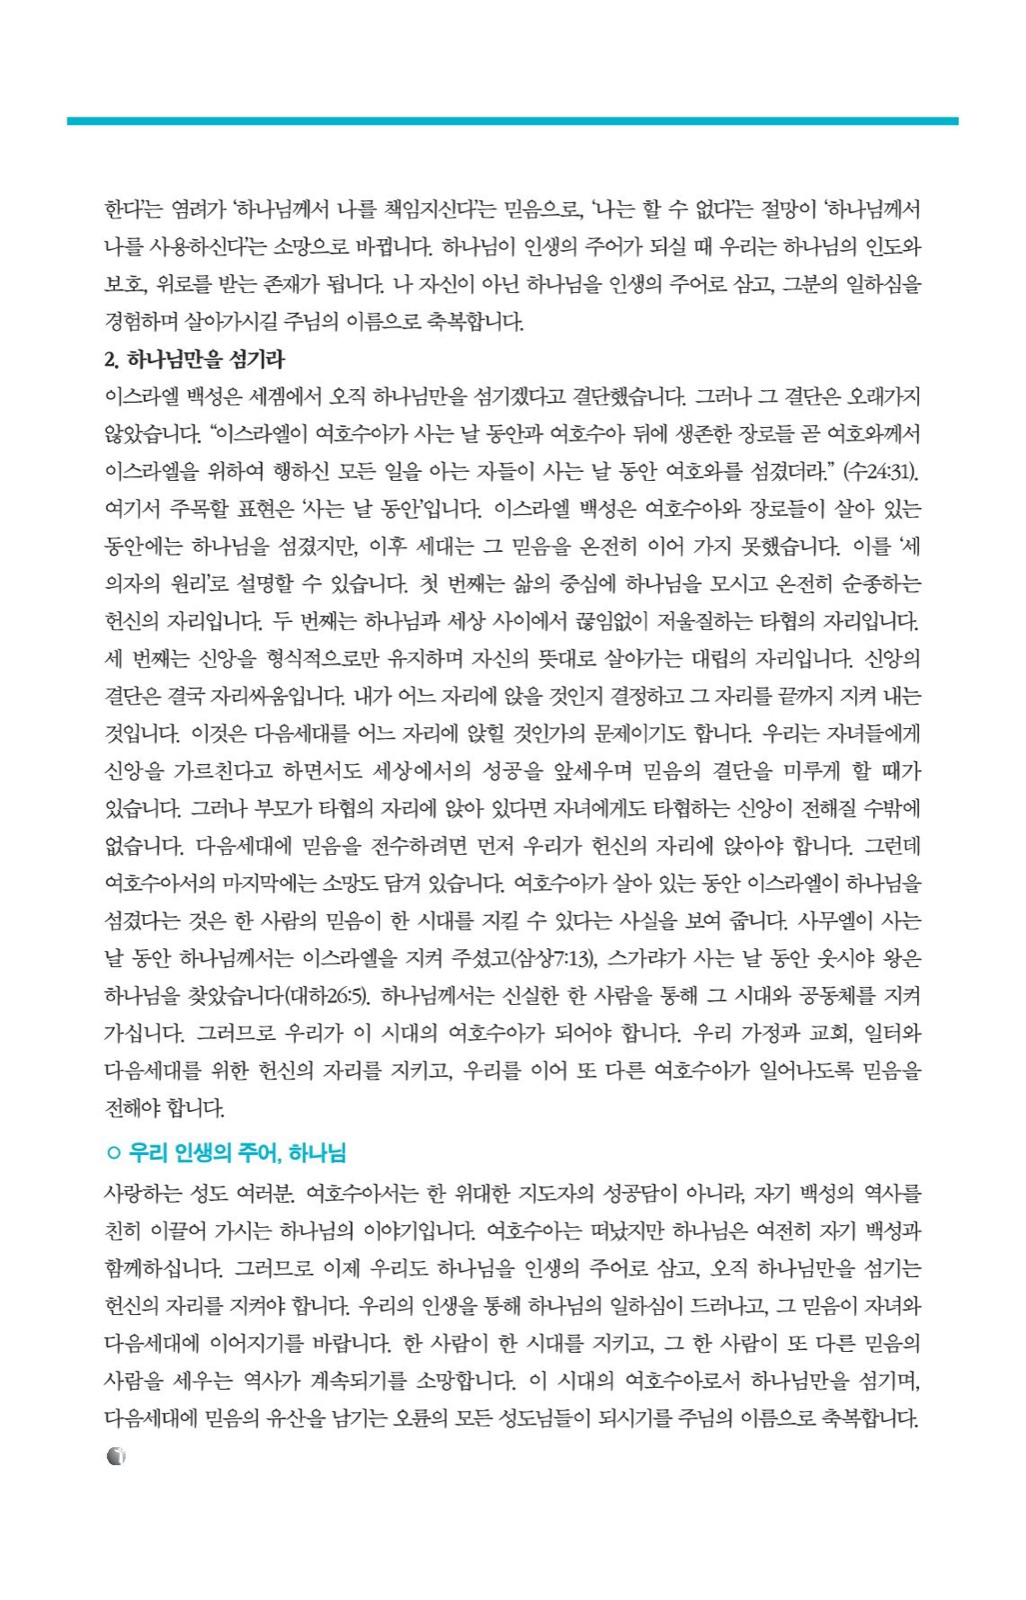 한다’는 염려가 ‘하나님께서 나를 책임지신다’는 믿음으로, ‘나는 할 수 없다’는 절망이 ‘하나님께서
나를 사용하신다’는 소망으로 바뀝니다. 하나님이 인생의 주어가 되실 때 우리는 하나님의 인도와
보호, 위로를 받는 존재가 됩니다. 나 자신이 아닌 하나님을 인생의 주어로 삼고, 그분의 일하심을
경험하며 살아가시길 주님의 이름으로 축복합니다.
2. 하나님만을 섬기라
이스라엘 백성은 세겜에서 오직 하나님만을 섬기겠다고 결단했습니다. 그러나 그 결단은 오래가지
않았습니다. “이스라엘이 여호수아가 사는 날 동안과 여호수아 뒤에 생존한 장로들 곧 여호와께서
이스라엘을 위하여 행하신 모든 일을 아는 자들이 사는 날 동안 여호와를 섬겼더라.” (수24:31).
여기서 주목할 표현은 ‘사는 날 동안’입니다. 이스라엘 백성은 여호수아와 장로들이 살아 있는
동안에는 하나님을 섬겼지만, 이후 세대는 그 믿음을 온전히 이어 가지 못했습니다. 이를 ‘세
의자의 원리’로 설명할 수 있습니다. 첫 번째는 삶의 중심에 하나님을 모시고 온전히 순종하는
헌신의 자리입니다. 두 번째는 하나님과 세상 사이에서 끊임없이 저울질하는 타협의 자리입니다.
세 번째는 신앙을 형식적으로만 유지하며 자신의 뜻대로 살아가는 대립의 자리입니다. 신앙의
결단은 결국 자리싸움입니다. 내가 어느 자리에 앉을 것인지 결정하고 그 자리를 끝까지 지켜 내는
것입니다. 이것은 다음세대를 어느 자리에 앉힐 것인가의 문제이기도 합니다. 우리는 자녀들에게
신앙을 가르친다고 하면서도 세상에서의 성공을 앞세우며 믿음의 결단을 미루게 할 때가
있습니다. 그러나 부모가 타협의 자리에 앉아 있다면 자녀에게도 타협하는 신앙이 전해질 수밖에
없습니다. 다음세대에 믿음을 전수하려면 먼저 우리가 헌신의 자리에 앉아야 합니다. 그런데
여호수아서의 마지막에는 소망도 담겨 있습니다. 여호수아가 살아 있는 동안 이스라엘이 하나님을
섬겼다는 것은 한 사람의 믿음이 한 시대를 지킬 수 있다는 사실을 보여 줍니다. 사무엘이 사는
날 동안 하나님께서는 이스라엘을 지켜 주셨고(삼상7:13), 스가랴가 사는 날 동안 웃시야 왕은
하나님을 찾았습니다(대하26:5). 하나님께서는 신실한 한 사람을 통해 그 시대와 공동체를 지켜
가십니다. 그러므로 우리가 이 시대의 여호수아가 되어야 합니다. 우리 가정과 교회, 일터와
다음세대를 위한 헌신의 자리를 지키고, 우리를 이어 또 다른 여호수아가 일어나도록 믿음을
전해야 합니다.
○ 우리 인생의 주어, 하나님
사랑하는 성도 여러분. 여호수아서는 한 위대한 지도자의 성공담이 아니라, 자기 백성의 역사를
친히 이끌어 가시는 하나님의 이야기입니다. 여호수아는 떠났지만 하나님은 여전히 자기 백성과
함께하십니다. 그러므로 이제 우리도 하나님을 인생의 주어로 삼고, 오직 하나님만을 섬기는
헌신의 자리를 지켜야 합니다. 우리의 인생을 통해 하나님의 일하심이 드러나고, 그 믿음이 자녀와
다음세대에 이어지기를 바랍니다. 한 사람이 한 시대를 지키고, 그 한 사람이 또 다른 믿음의
사람을 세우는 역사가 계속되기를 소망합니다. 이 시대의 여호수아로서 하나님만을 섬기며,
다음세대에 믿음의 유산을 남기는 오륜의 모든 성도님들이 되시기를 주님의 이름으로 축복합니다.